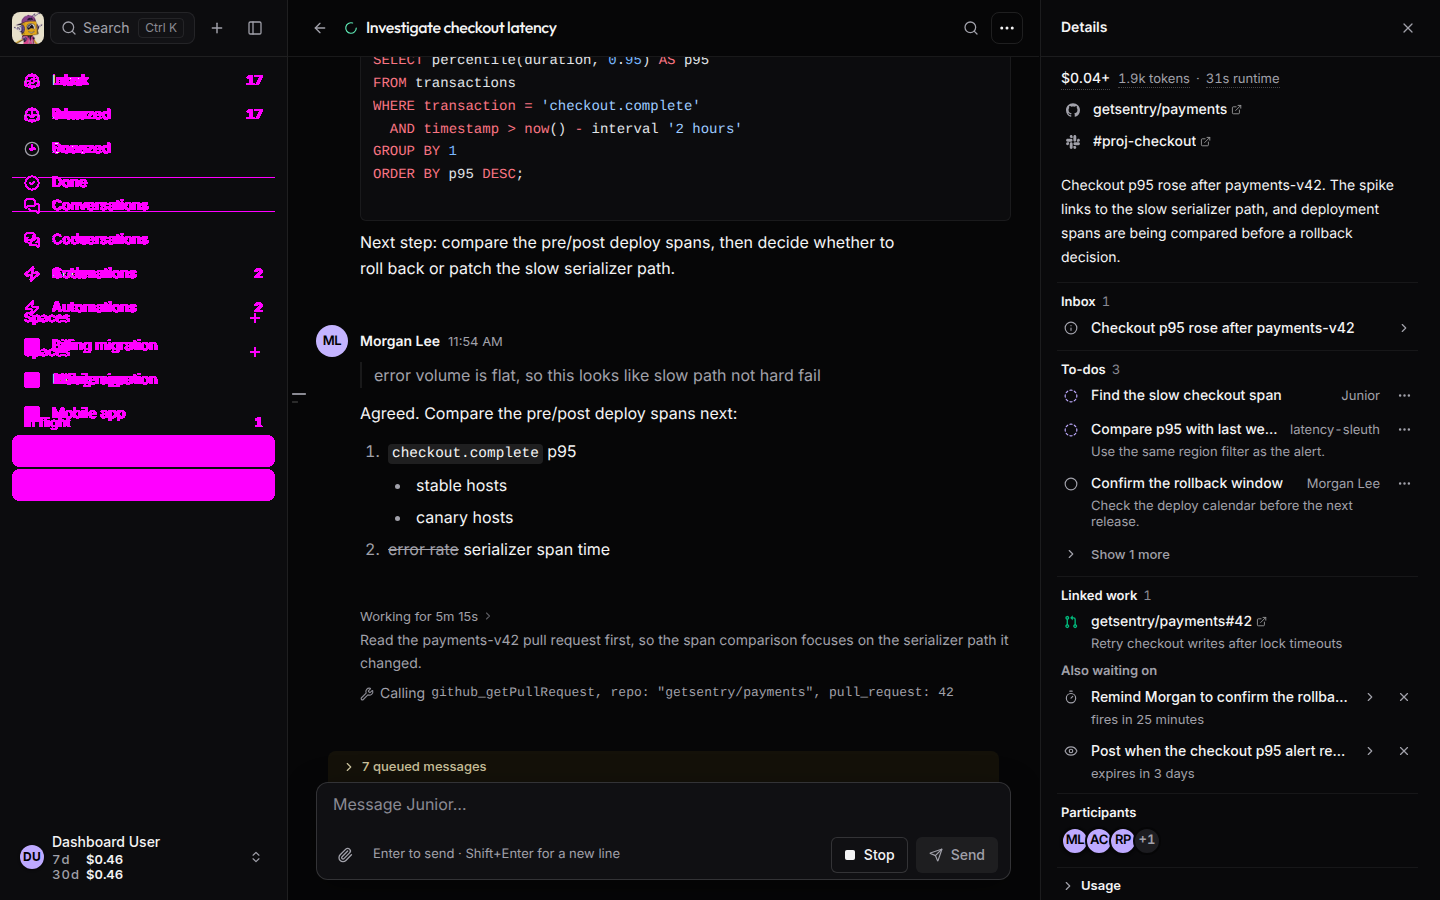 Search Ctrl K
17
17
Done
Conversations
2
Automations 2
Spaces
Billing migration
Mobile app
1
Dashboard User
7d $0.46
30d $0.46
Investigate checkout latency
SELECT percentile(duration, 0.95) AS p95
FROM transactions
WHERE transaction = 'checkout.complete'
AND timestamp > now() - interval '2 hours'
GROUP BY 1
ORDER BY p95 DESC;
Next step: compare the pre/post deploy spans, then decide whether to
roll back or patch the slow serializer path.
ML Morgan Lee 11:54 AM
error volume is flat, so this looks like slow path not hard fail
Agreed. Compare the pre/post deploy spans next:
1. checkout.complete p95
• stable hosts
• canary hosts
2. error rate serializer span time
Working for 5m 15s
Read the payments-v42 pull request first, so the span comparison focuses on the serializer path it
changed.
Calling github_getPullRequest, repo: "getsentry/payments", pull_request: 42
7 queued messages
Message Junior...
Enter to send · Shift+Enter for a new line
Stop
Send
Details
$0.04+ 1.9k tokens · 31s runtime
getsentry/payments
#proj-checkout
Checkout p95 rose after payments-v42. The spike
links to the slow serializer path, and deployment
spans are being compared before a rollback
decision.
Inbox 1
Checkout p95 rose after payments-v42
To-dos 3
Find the slow checkout span Junior
Compare p95 with last we... latency-sleuth
Use the same region filter as the alert.
Confirm the rollback window Morgan Lee
Check the deploy calendar before the next
release.
Show 1 more
Linked work 1
getsentry/payments#42
Retry checkout writes after lock timeouts
Also waiting on
Remind Morgan to confirm the rollba...
fires in 25 minutes
Post when the checkout p95 alert re...
expires in 3 days
Participants
ML AC RP +1
Usage
DU